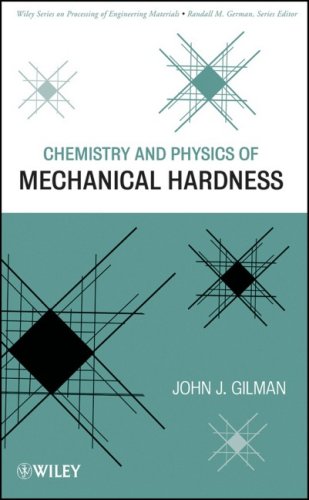 Wiley Series on Processing of Engineering Materials • Randall M. German, Series Editor
CHEMISTRY AND PHYSICS OF
MECHANICAL HARDNESS
JOHN J. GILMAN
WILEY